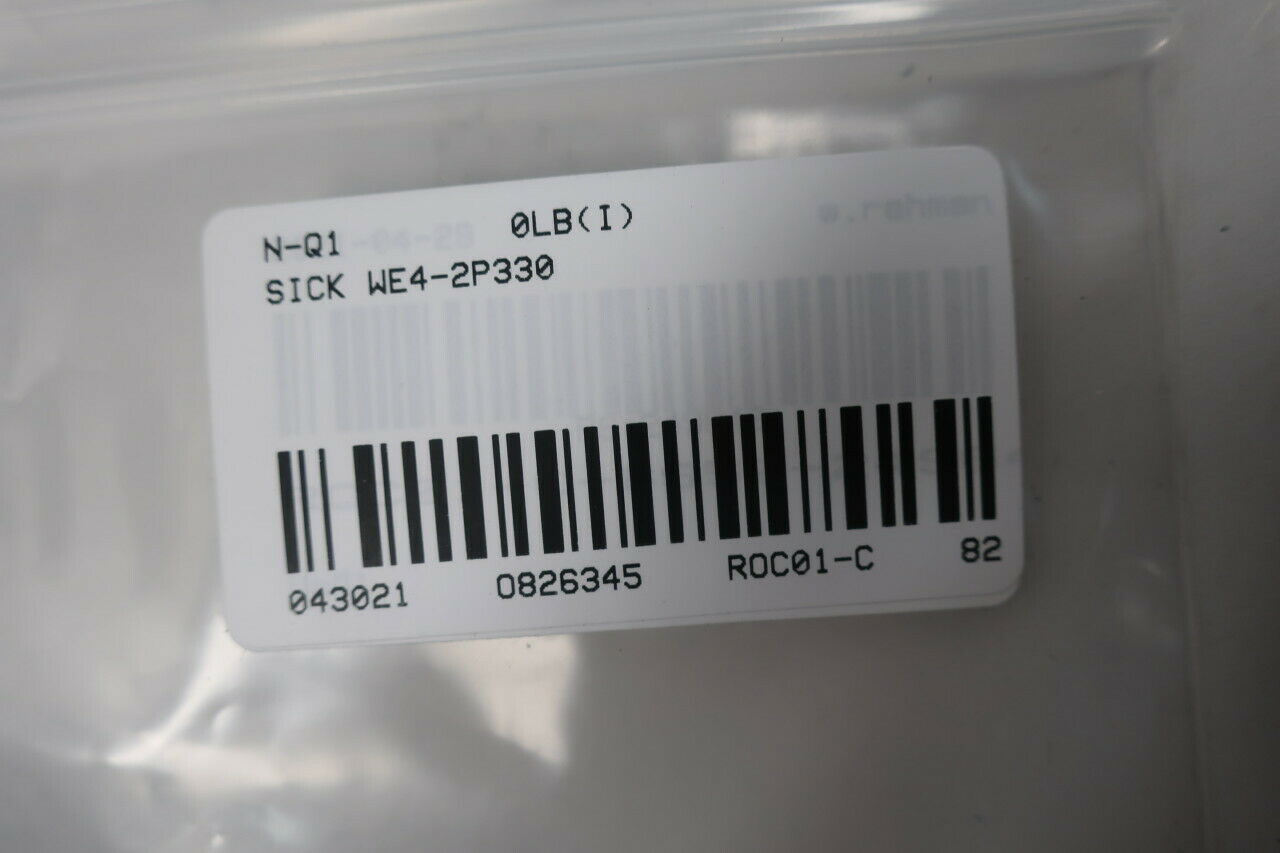 N-Q1 0LB(I)
SICK WE4-2P330
043021 0826345 ROC01-C 82